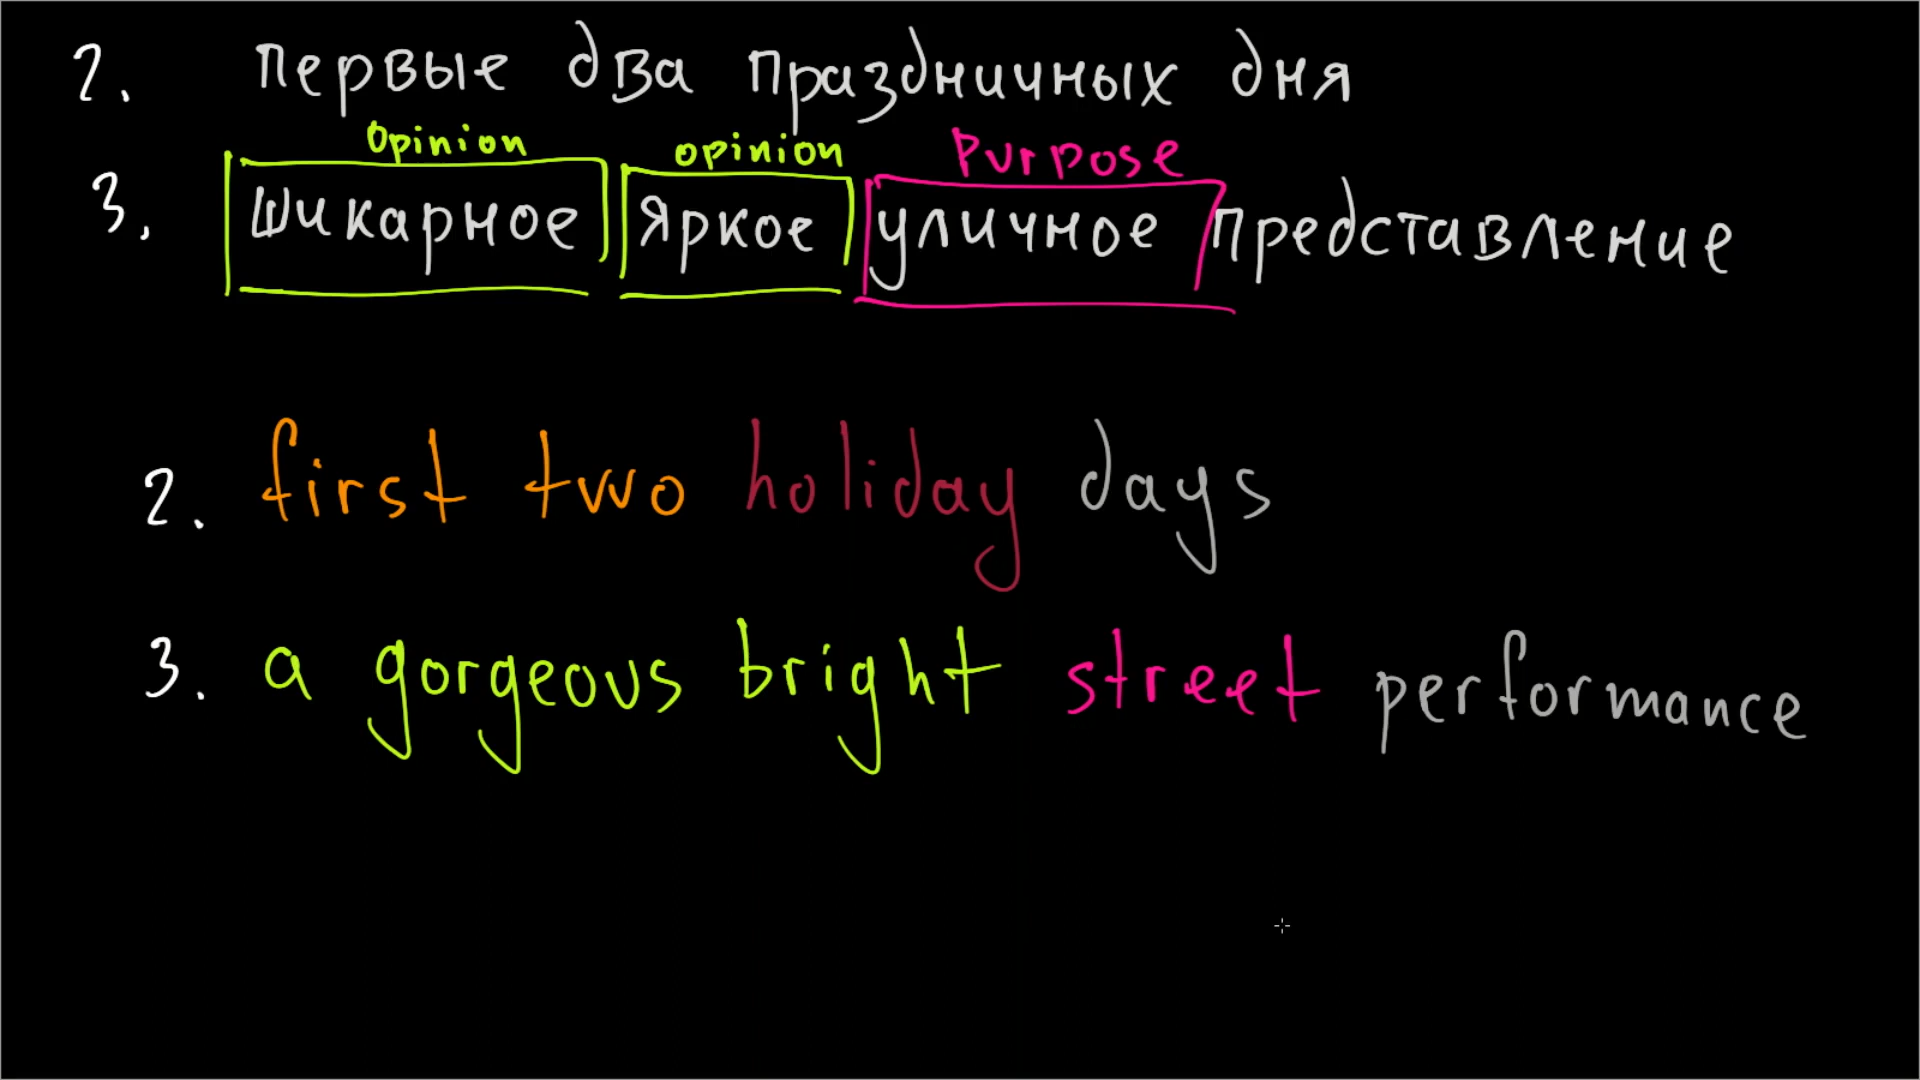 2. первые два праздничных дня
Opinion opinion Purpose
3. Шикарное Яркое уличное представление
2. first two holiday days
3. a gorgeous bright street performance